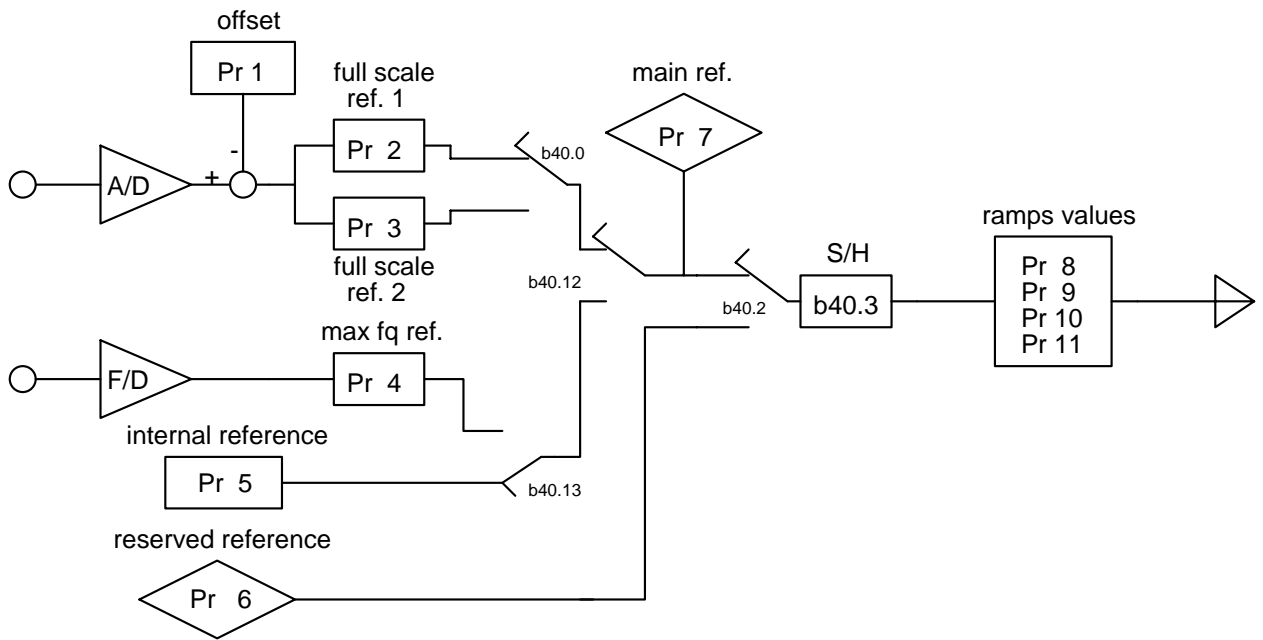 offset
Pr 1
full scale
ref. 1
main ref.
-
Pr 2
b40.0
Pr 7
A/D
+
Pr 3
ramps values
full scale
ref. 2
S/H
Pr 8
Pr 9
Pr 10
Pr 11
b40.12
b40.2
b40.3
max fq ref.
F/D
Pr 4
internal reference
Pr 5
b40.13
reserved reference
Pr 6